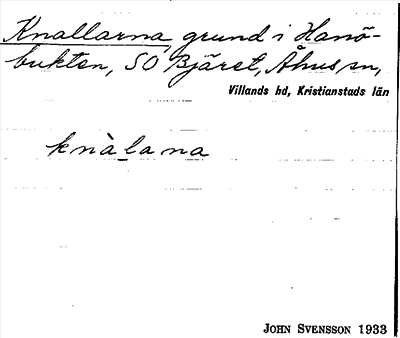 Knallarna, grund i Hanö-
bukten, SO Bjäret, Åhus sn,
Villands hd, Kristianstads län
knàlana
JOHN SVENSSON 1933